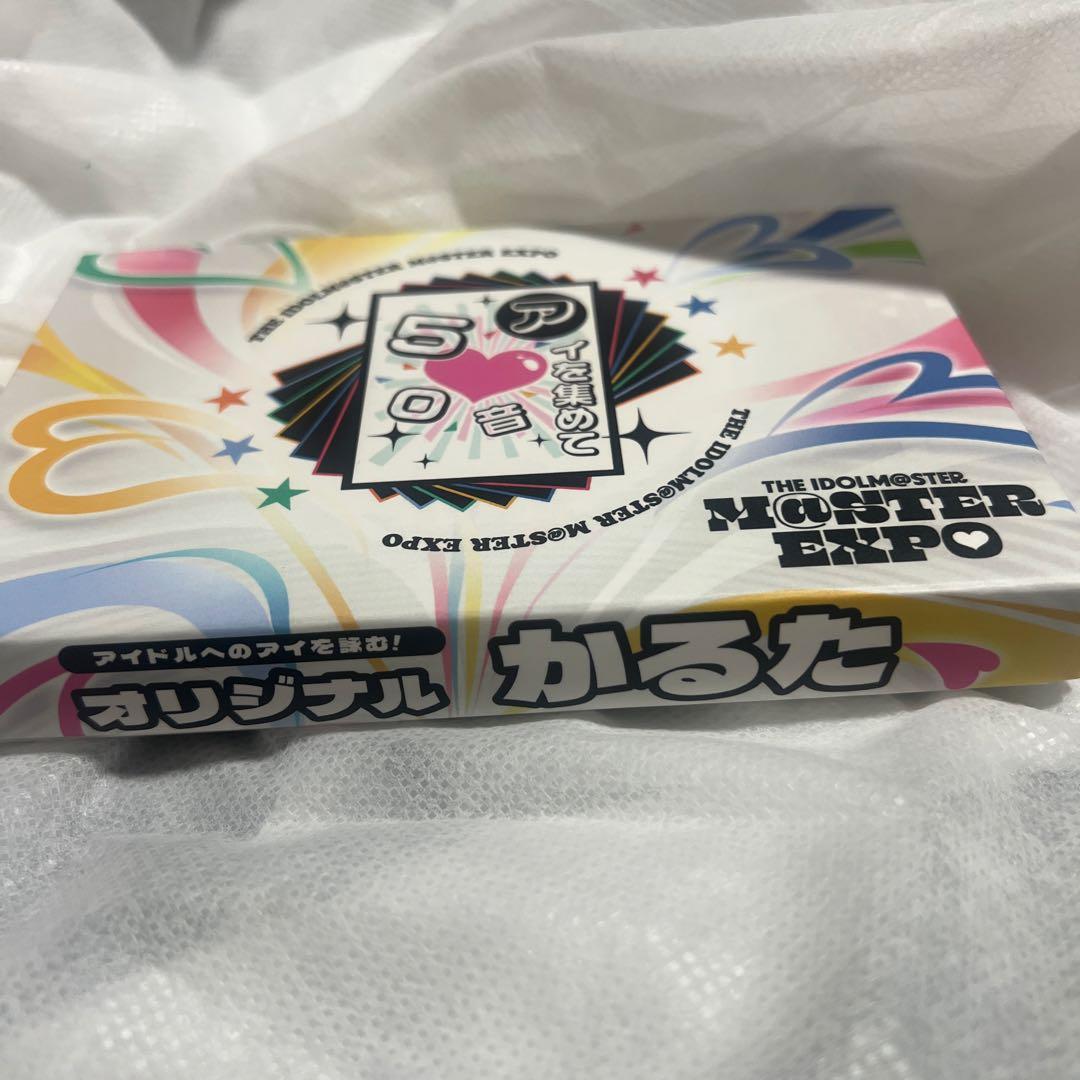 THE IDOLM@STER M@STER EXPO
アイを集めて
50音
THE IDOLM@STER M@STER EXPO
THE IDOLM@STER
M@STER
EXPO
アイドルへのアイを詠む!
オリジナル かるた